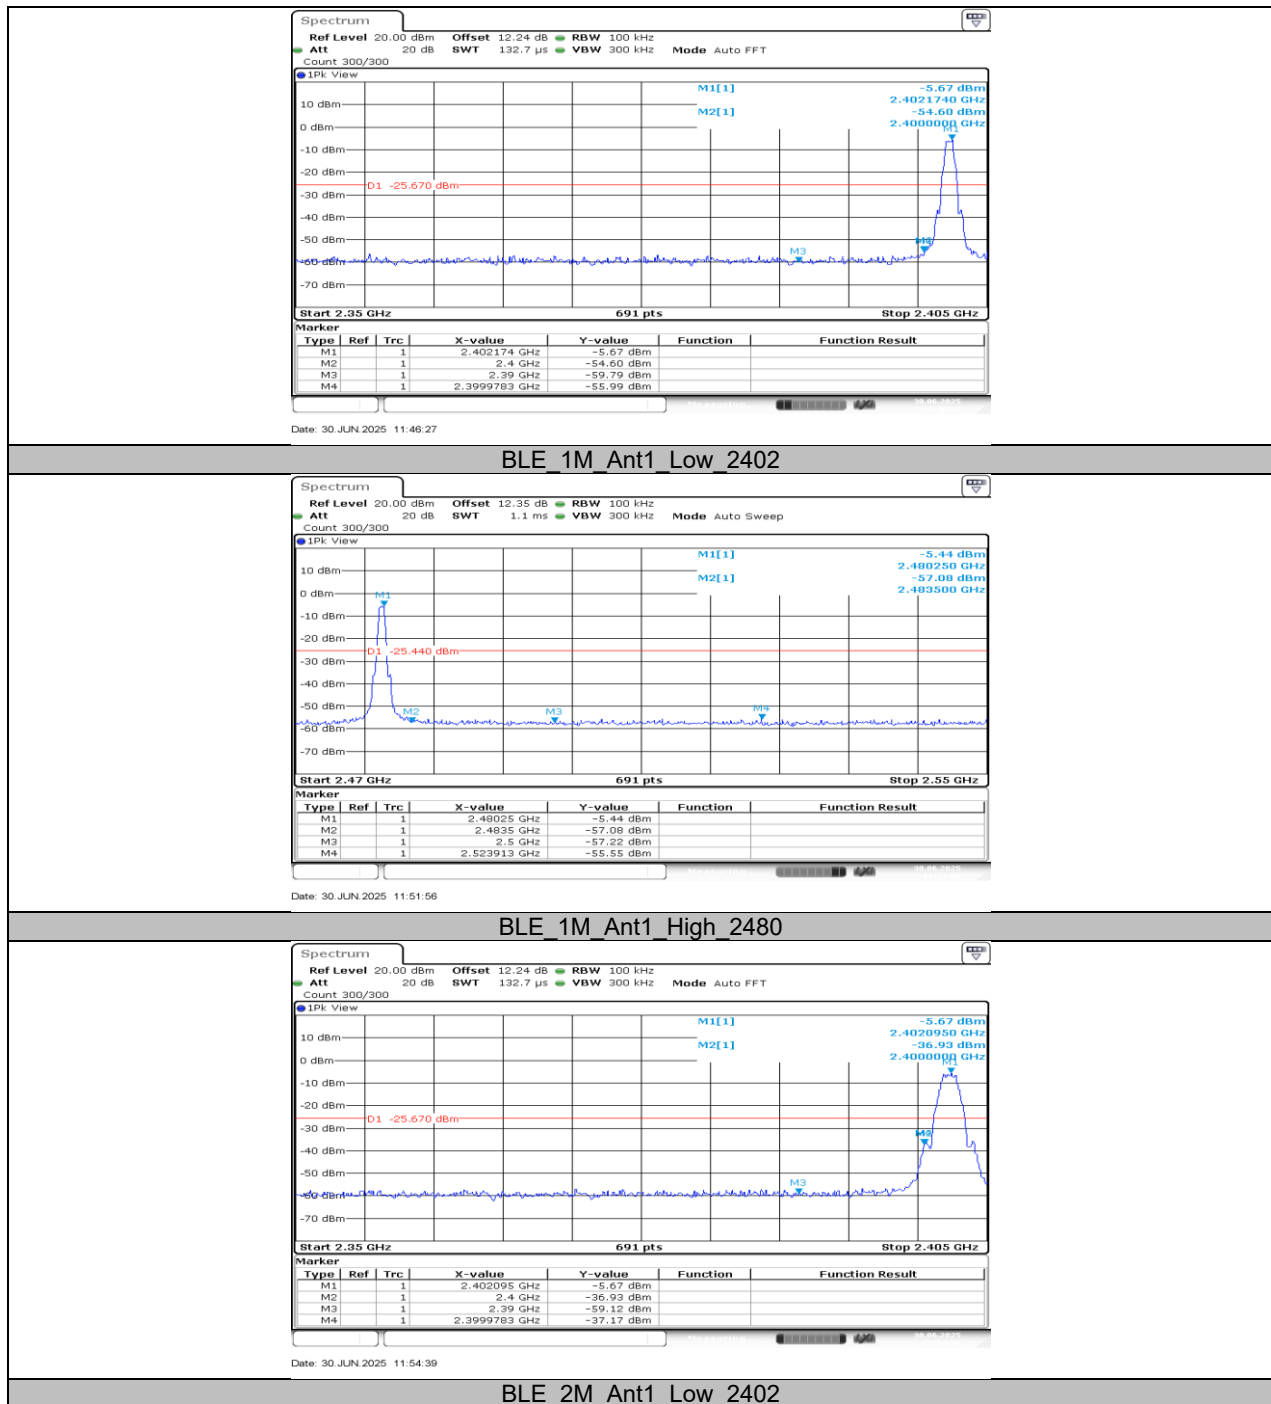 Spectrum
Ref Level 20.00 dBm Offset 12.24 dB RBW 100 kHz
Att 20 dB SWT 132.7 µs VBW 300 kHz Mode Auto FFT
Count 300/300
1Pk View
M1[1] -5.67 dBm
2.4021740 GHz
10 dBm
M2[1] -54.60 dBm
2.4000000 GHz
0 dBm
M1
-10 dBm
-20 dBm
D1 -25.670 dBm
-30 dBm
-40 dBm
-50 dBm
M3
-60 dBm
-70 dBm
Start 2.35 GHz 691 pts Stop 2.405 GHz
Marker
Type Ref Trc X-value Y-value Function Function Result
M1 1 2.402174 GHz -5.67 dBm
M2 1 2.4 GHz -54.60 dBm
M3 1 2.39 GHz -59.79 dBm
M4 1 2.3999783 GHz -55.99 dBm
Date: 30.JUN.2025 11:46:27
BLE_1M_Ant1_Low_2402
Spectrum
Ref Level 20.00 dBm Offset 12.35 dB RBW 100 kHz
Att 20 dB SWT 1.1 ms VBW 300 kHz Mode Auto Sweep
Count 300/300
1Pk View
M1[1] -5.44 dBm
2.480250 GHz
10 dBm
M2[1] -57.08 dBm
2.483500 GHz
0 dBm
M1
-10 dBm
-20 dBm
D1 -25.440 dBm
-30 dBm
-40 dBm
-50 dBm
M2 M3 M4
-60 dBm
-70 dBm
Start 2.47 GHz 691 pts Stop 2.55 GHz
Marker
Type Ref Trc X-value Y-value Function Function Result
M1 1 2.48025 GHz -5.44 dBm
M2 1 2.4835 GHz -57.08 dBm
M3 1 2.5 GHz -57.22 dBm
M4 1 2.523913 GHz -55.55 dBm
Date: 30.JUN.2025 11:51:56
BLE_1M_Ant1_High_2480
Spectrum
Ref Level 20.00 dBm Offset 12.24 dB RBW 100 kHz
Att 20 dB SWT 132.7 µs VBW 300 kHz Mode Auto FFT
Count 300/300
1Pk View
M1[1] -5.67 dBm
2.4020950 GHz
10 dBm
M2[1] -36.93 dBm
2.4000000 GHz
0 dBm
M1
-10 dBm
-20 dBm
D1 -25.670 dBm
-30 dBm
-40 dBm
-50 dBm
M3
-60 dBm
-70 dBm
Start 2.35 GHz 691 pts Stop 2.405 GHz
Marker
Type Ref Trc X-value Y-value Function Function Result
M1 1 2.402095 GHz -5.67 dBm
M2 1 2.4 GHz -36.93 dBm
M3 1 2.39 GHz -59.12 dBm
M4 1 2.3999783 GHz -37.17 dBm
Date: 30.JUN.2025 11:54:39
BLE_2M_Ant1_Low_2402